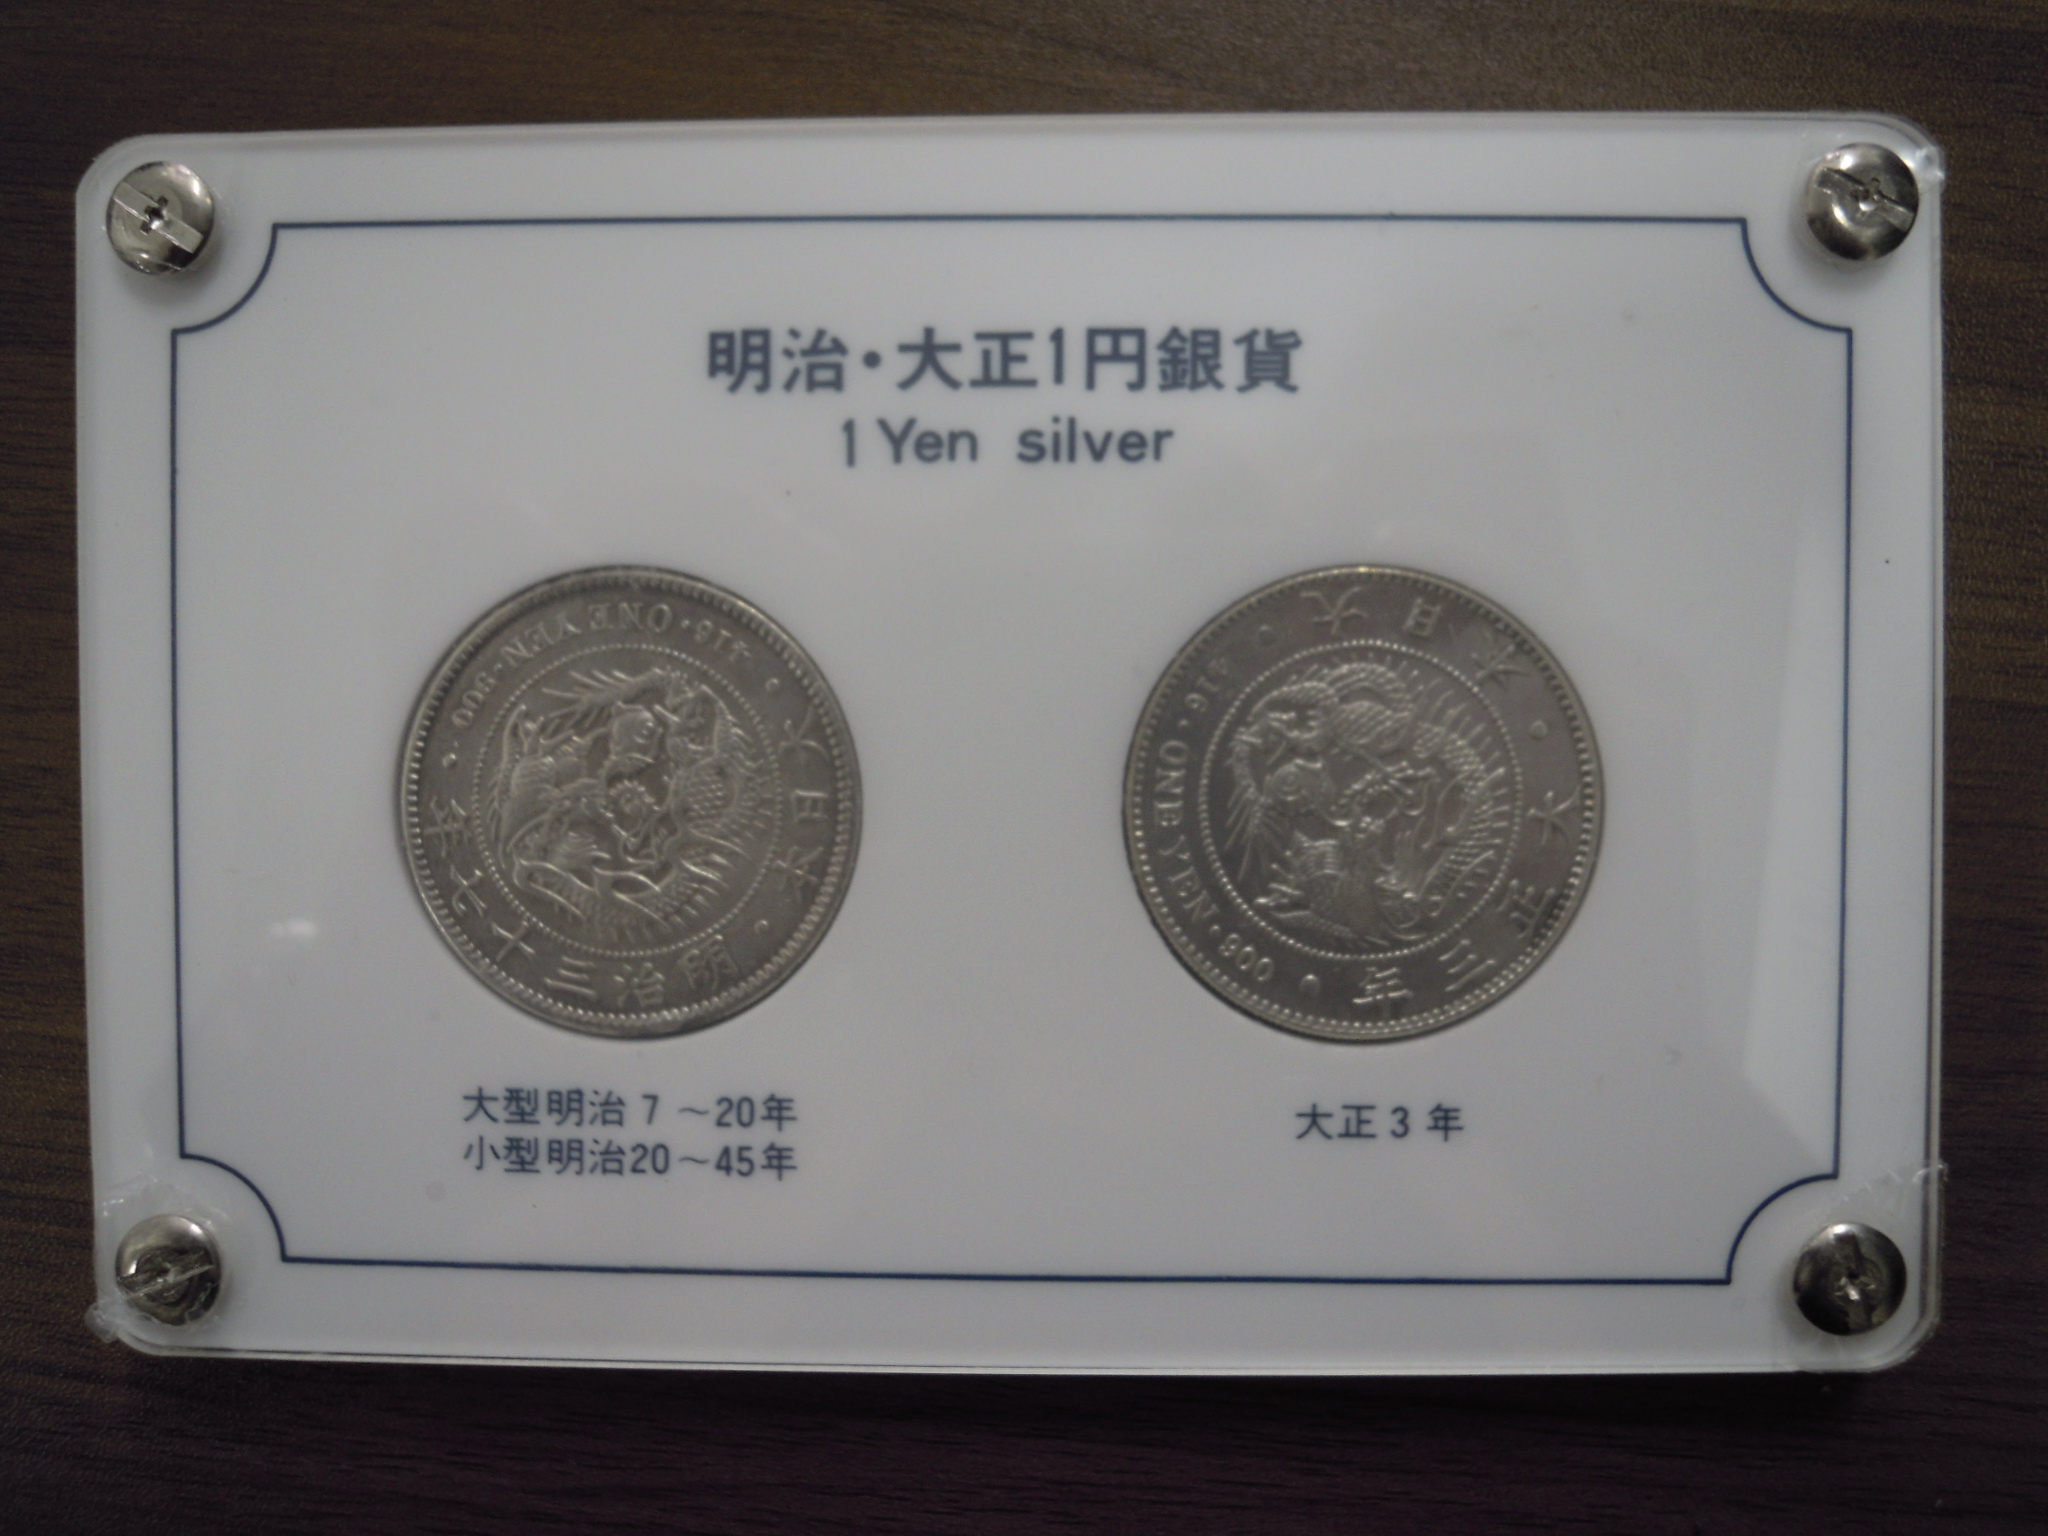 明治・大正1円銀貨
1 Yen silver
大日本・明治三十七年・416・ONE YEN・900・
大日本・大正三年・416・ONE YEN・900・
大型明治 7 ～20年
小型明治20～45年
大正 3 年